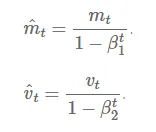 m̂_t = m_t / (1 − β_1^t)
v̂_t = v_t / (1 − β_2^t).